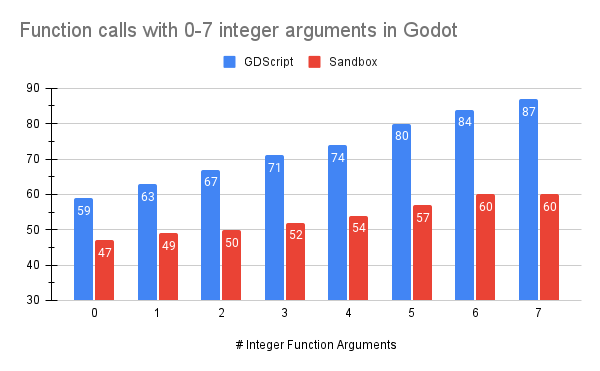 Function calls with 0-7 integer arguments in Godot
GDScript Sandbox
90
80
70
60
50
40
30
59 47 63 49 67 50 71 52 74 54 80 57 84 60 87 60
0 1 2 3 4 5 6 7
# Integer Function Arguments